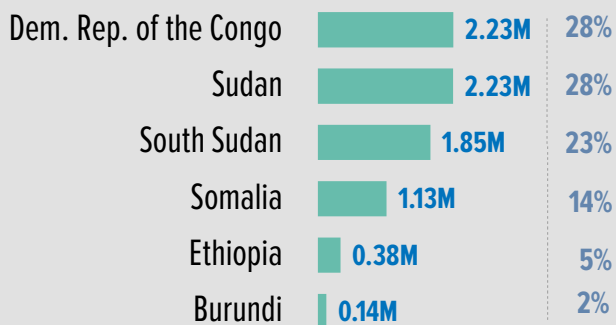 Dem. Rep. of the Congo 2.23M 28%
Sudan 2.23M 28%
South Sudan 1.85M 23%
Somalia 1.13M 14%
Ethiopia 0.38M 5%
Burundi 0.14M 2%